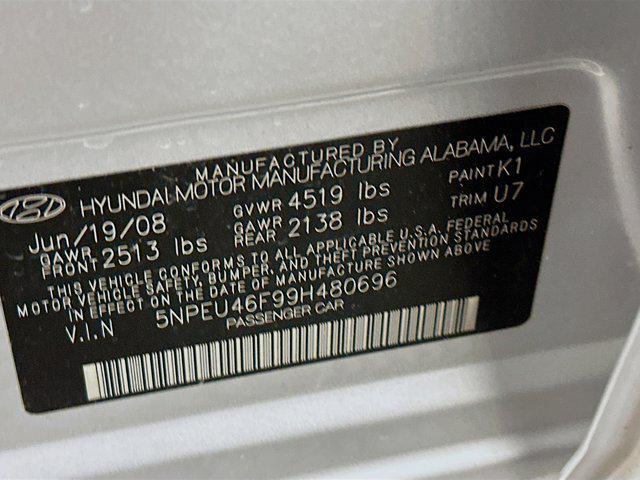 MANUFACTURED BY
HYUNDAI MOTOR MANUFACTURING ALABAMA, LLC
Jun/19/08 GVWR 4519 lbs PAINT K1
GAWR FRONT 2513 lbs GAWR REAR 2138 lbs TRIM U7
THIS VEHICLE CONFORMS TO ALL APPLICABLE U.S.A. FEDERAL
MOTOR VEHICLE SAFETY, BUMPER, AND THEFT PREVENTION STANDARDS
IN EFFECT ON THE DATE OF MANUFACTURE SHOWN ABOVE
V.I.N 5NPEU46F99H480696
PASSENGER CAR